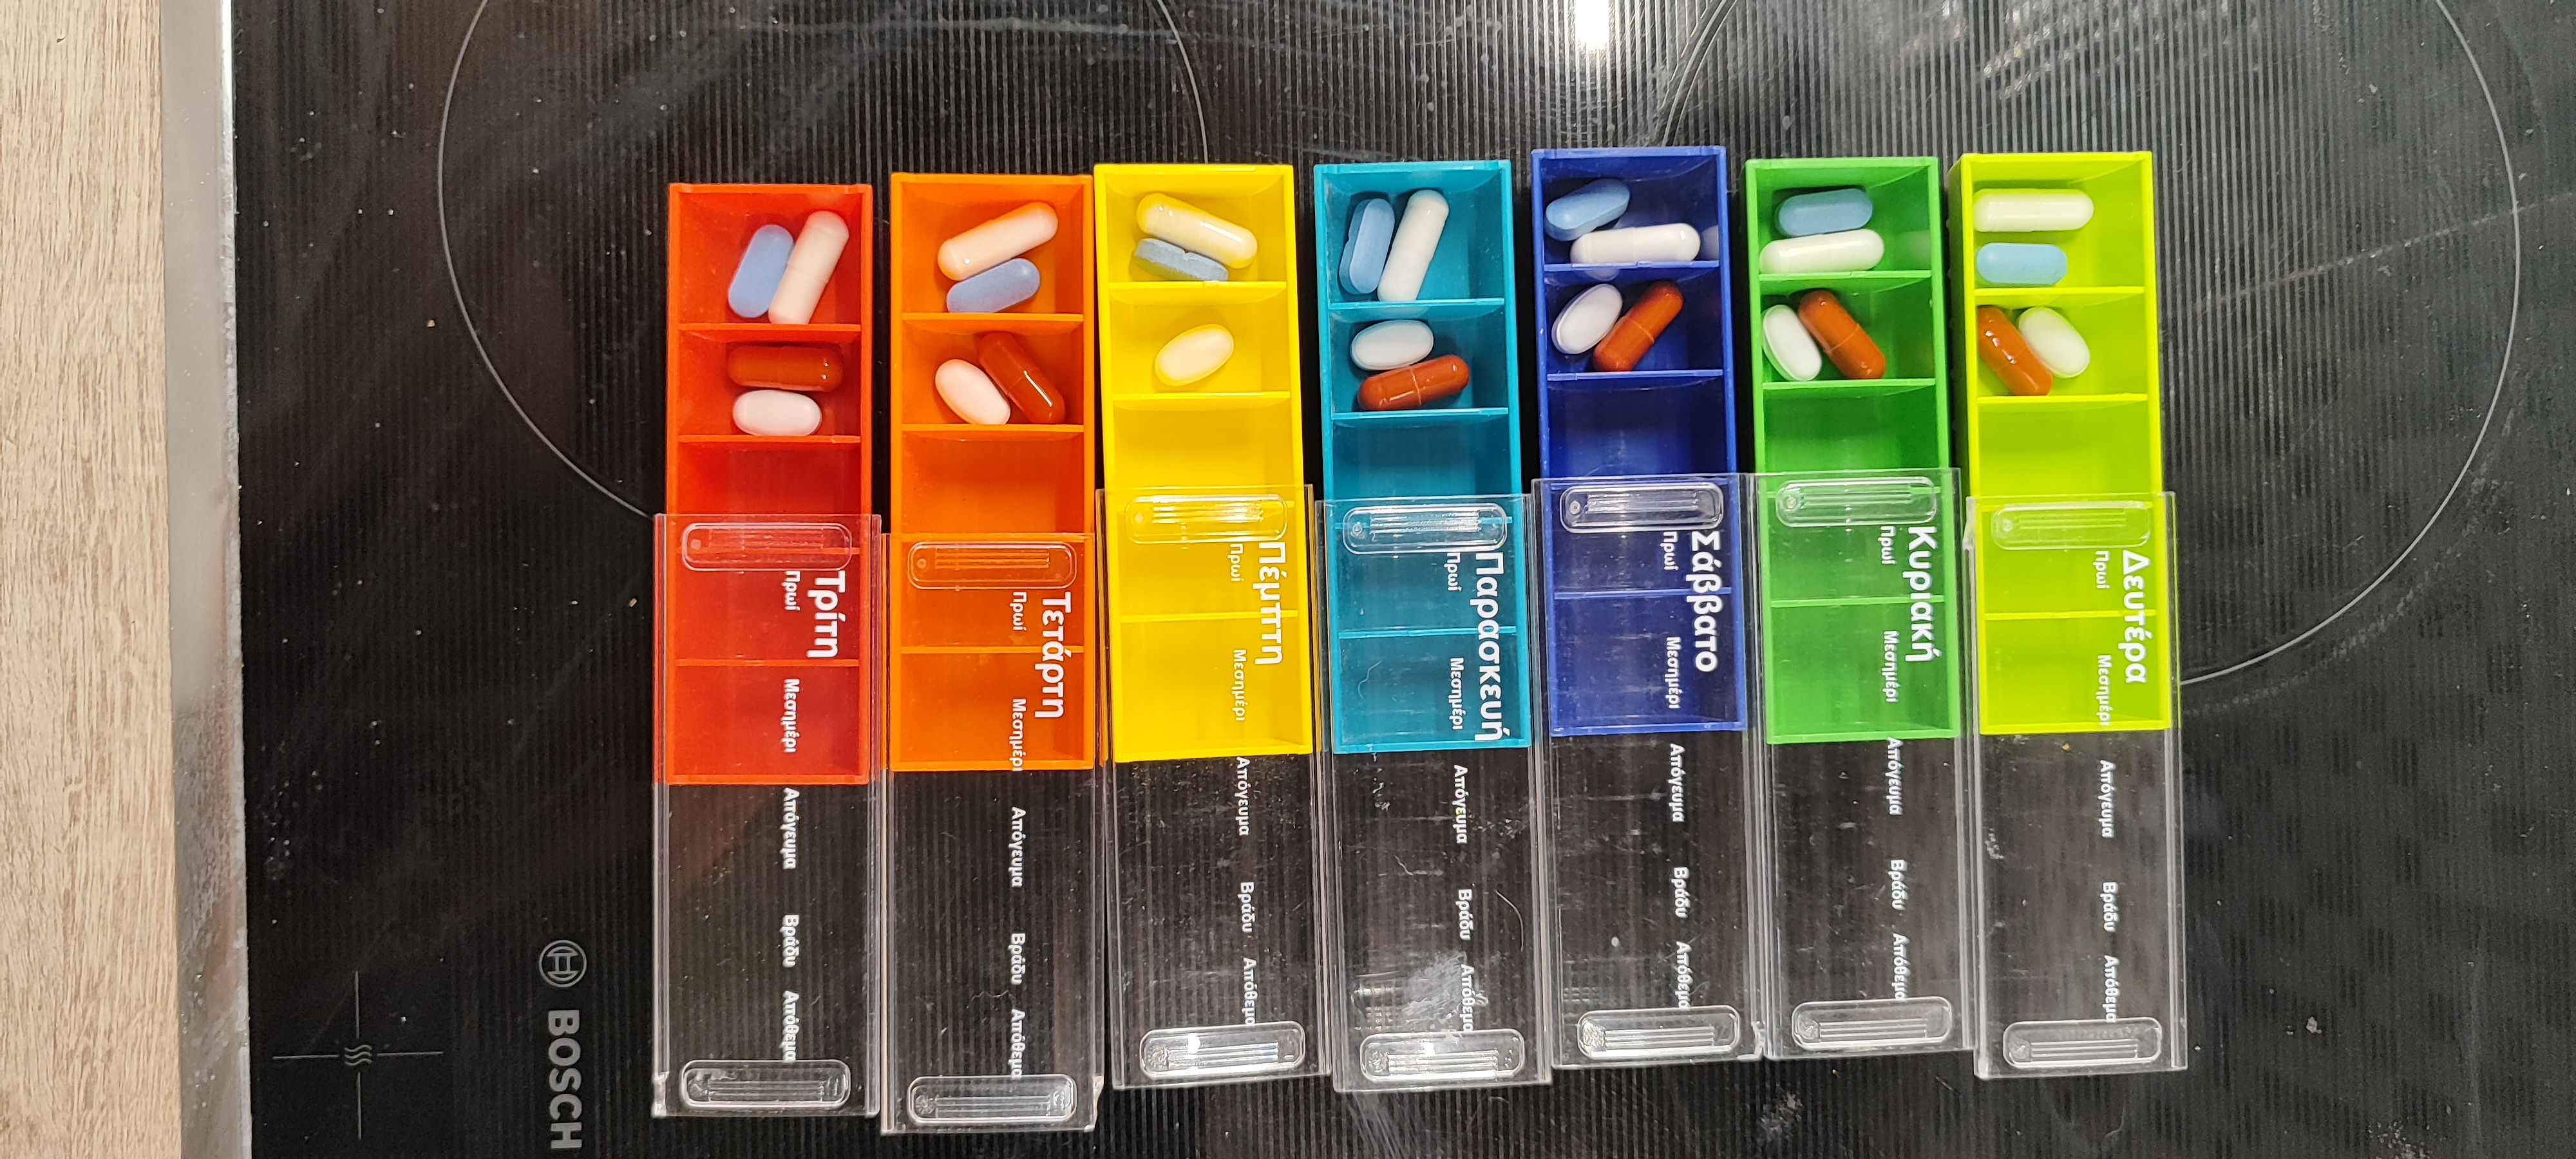 Δευτέρα
Πρωί Μεσημέρι Απόγευμα Βράδυ Απόθεμα
Κυριακή
Πρωί Μεσημέρι Απόγευμα Βράδυ Απόθεμα
Σάββατο
Πρωί Μεσημέρι Απόγευμα Βράδυ Απόθεμα
Παρασκευή
Πρωί Μεσημέρι Απόγευμα Βράδυ Απόθεμα
Πέμπτη
Πρωί Μεσημέρι Απόγευμα Βράδυ Απόθεμα
Τετάρτη
Πρωί Μεσημέρι Απόγευμα Βράδυ Απόθεμα
Τρίτη
Πρωί Μεσημέρι Απόγευμα Βράδυ Απόθεμα
BOSCH